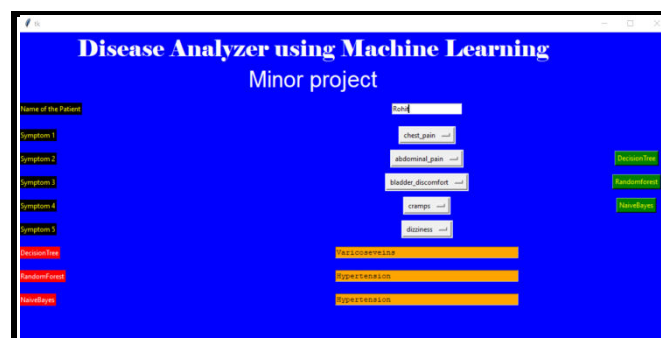 tk
Disease Analyzer using Machine Learning
Minor project
Name of the Patient Rohit
Symptom 1 chest_pain
Symptom 2 abdominal_pain DecisionTree
Symptom 3 bladder_discomfort Randomforest
Symptom 4 cramps NaiveBayes
Symptom 5 dizziness
DecisionTree Varicoseveins
RandomForest Hypertension
NaiveBayes Hypertension